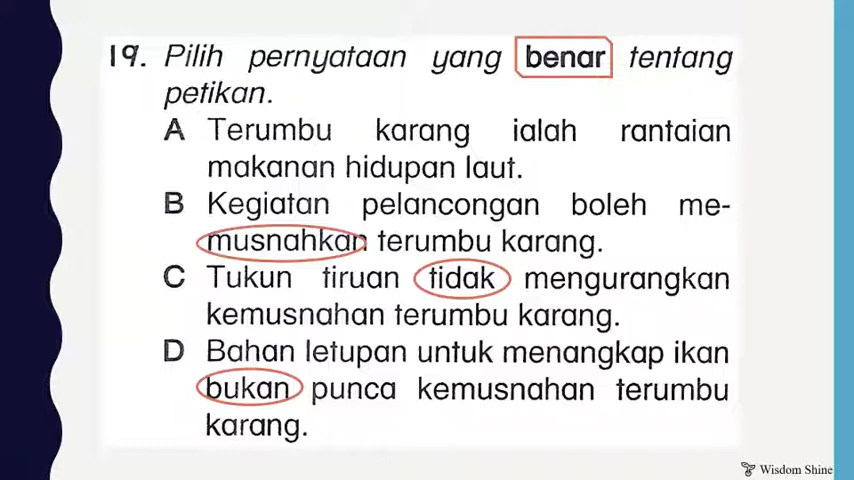 19. Pilih pernyataan yang benar tentang
petikan.
A Terumbu karang ialah rantaian
makanan hidupan laut.
B Kegiatan pelancongan boleh me-
musnahkan terumbu karang.
C Tukun tiruan tidak mengurangkan
kemusnahan terumbu karang.
D Bahan letupan untuk menangkap ikan
bukan punca kemusnahan terumbu
karang.
Wisdom Shine